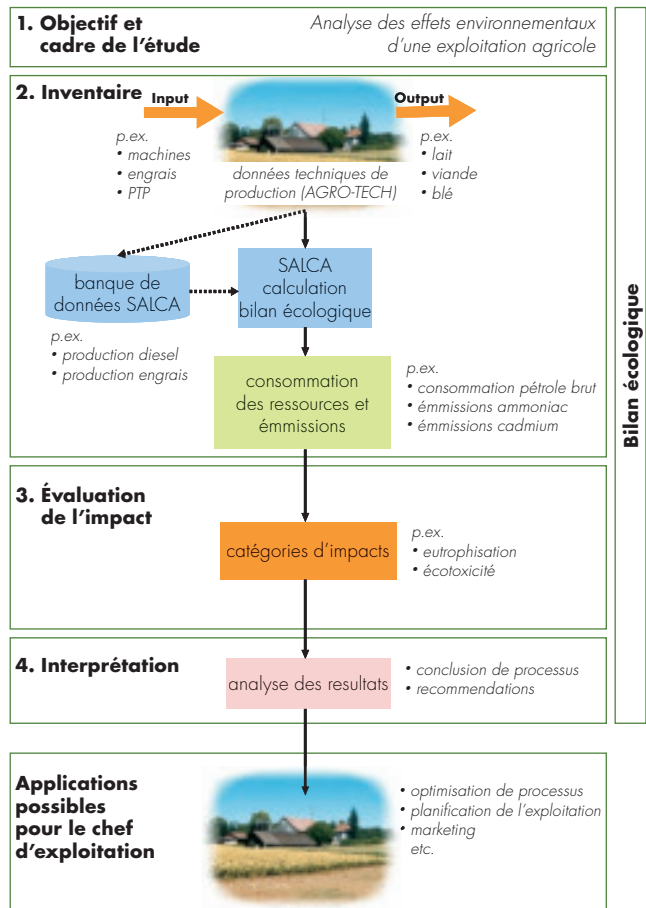 1. Objectif et
cadre de l'étude
Analyse des effets environnementaux
d'une exploitation agricole
2. Inventaire
Input
Output
p.ex.
• machines
• engrais
• PTP
données techniques de
production (AGRO-TECH)
p.ex.
• lait
• viande
• blé
banque de
données SALCA
SALCA
calculation
bilan écologique
p.ex.
• production diesel
• production engrais
consommation
des ressources et
émmissions
p.ex.
• consommation pétrole brut
• émmissions ammoniac
• émmissions cadmium
3. Évaluation
de l'impact
catégories d'impacts
p.ex.
• eutrophisation
• écotoxicité
4. Interprétation
analyse des resultats
• conclusion de processus
• recommendations
Bilan écologique
Applications
possibles
pour le chef
d'exploitation
• optimisation de processus
• planification de l'exploitation
• marketing
etc.